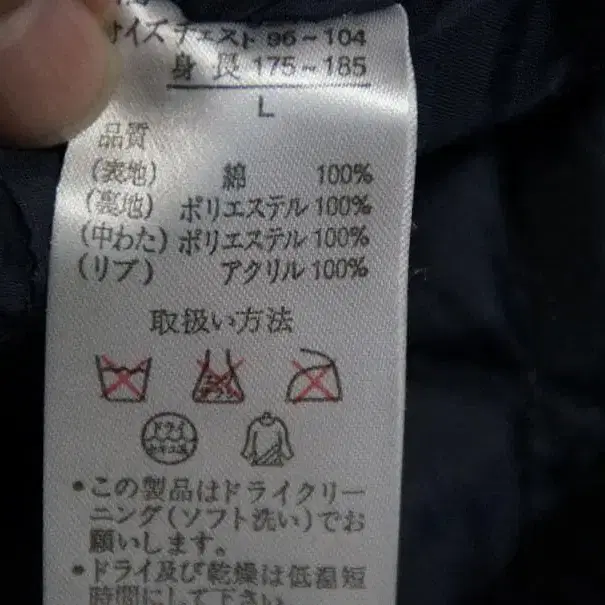 サイズ チェスト 96~104
身長 175~185
L
品質
(表地) 綿 100%
(裏地) ポリエステル 100%
(中わた) ポリエステル 100%
(リブ) アクリル 100%
取扱い方法
ドライ
セキユ系
•この製品はドライクリー
ニング(ソフト洗い)でお
願いします。
•ドライ及び乾燥は低温短
時間にして下さ